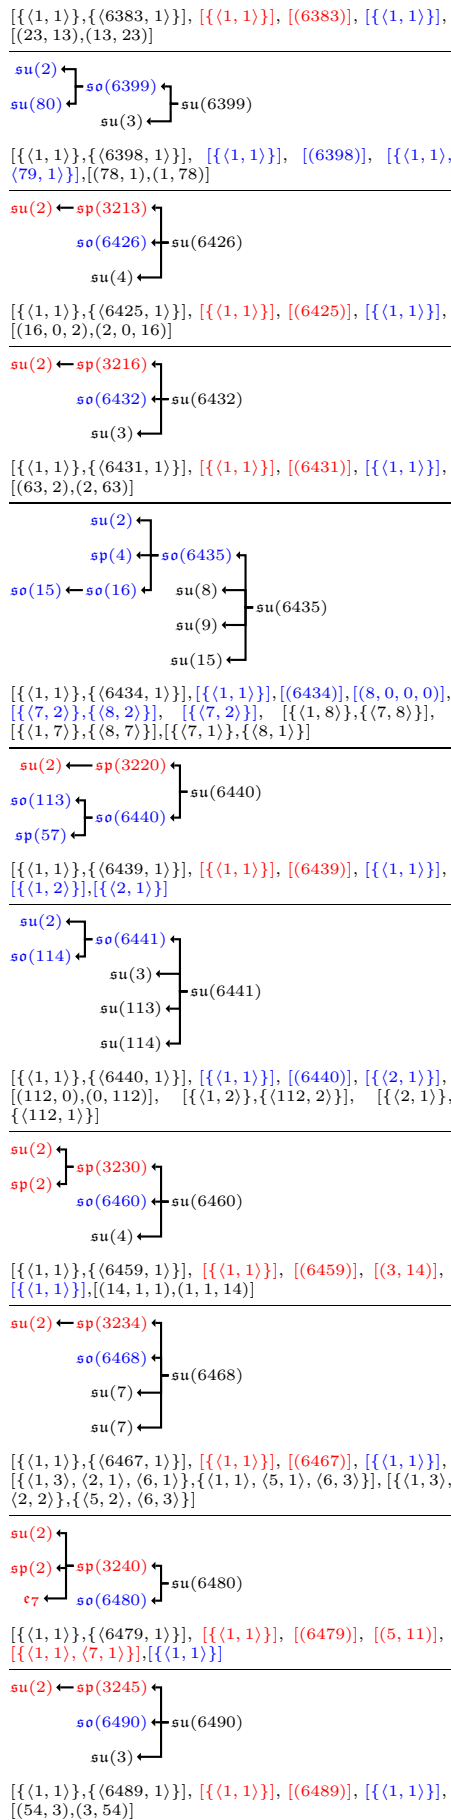 [{⟨1, 1⟩},{⟨6383, 1⟩}], [{⟨1, 1⟩}], [(6383)], [{⟨1, 1⟩}],
[(23, 13),(13, 23)]
𝔰𝔲(2)
𝔰𝔲(80) 𝔰𝔬(6399)
𝔰𝔲(3) 𝔰𝔲(6399)
[{⟨1, 1⟩},{⟨6398, 1⟩}], [{⟨1, 1⟩}], [(6398)], [{⟨1, 1⟩,
⟨79, 1⟩}],[(78, 1),(1, 78)]
𝔰𝔲(2) 𝔰𝔭(3213)
𝔰𝔬(6426) 𝔰𝔲(6426)
𝔰𝔲(4)
[{⟨1, 1⟩},{⟨6425, 1⟩}], [{⟨1, 1⟩}], [(6425)], [{⟨1, 1⟩}],
[(16, 0, 2),(2, 0, 16)]
𝔰𝔲(2) 𝔰𝔭(3216)
𝔰𝔬(6432) 𝔰𝔲(6432)
𝔰𝔲(3)
[{⟨1, 1⟩},{⟨6431, 1⟩}], [{⟨1, 1⟩}], [(6431)], [{⟨1, 1⟩}],
[(63, 2),(2, 63)]
𝔰𝔲(2)
𝔰𝔭(4) 𝔰𝔬(6435)
𝔰𝔬(15) 𝔰𝔬(16) 𝔰𝔲(8)
𝔰𝔲(6435)
𝔰𝔲(9)
𝔰𝔲(15)
[{⟨1, 1⟩},{⟨6434, 1⟩}],[{⟨1, 1⟩}],[(6434)],[(8, 0, 0, 0)],
[{⟨7, 2⟩},{⟨8, 2⟩}], [{⟨7, 2⟩}], [{⟨1, 8⟩},{⟨7, 8⟩}],
[{⟨1, 7⟩},{⟨8, 7⟩}],[{⟨7, 1⟩},{⟨8, 1⟩}]
𝔰𝔲(2) 𝔰𝔭(3220)
𝔰𝔲(6440)
𝔰𝔬(113)
𝔰𝔬(6440)
𝔰𝔭(57)
[{⟨1, 1⟩},{⟨6439, 1⟩}], [{⟨1, 1⟩}], [(6439)], [{⟨1, 1⟩}],
[{⟨1, 2⟩}],[{⟨2, 1⟩}]
𝔰𝔲(2)
𝔰𝔬(6441)
𝔰𝔬(114)
𝔰𝔲(3)
𝔰𝔲(6441)
𝔰𝔲(113)
𝔰𝔲(114)
[{⟨1, 1⟩},{⟨6440, 1⟩}], [{⟨1, 1⟩}], [(6440)], [{⟨2, 1⟩}],
[(112, 0),(0, 112)], [{⟨1, 2⟩},{⟨112, 2⟩}], [{⟨2, 1⟩},
{⟨112, 1⟩}]
𝔰𝔲(2)
𝔰𝔭(2) 𝔰𝔭(3230)
𝔰𝔬(6460) 𝔰𝔲(6460)
𝔰𝔲(4)
[{⟨1, 1⟩},{⟨6459, 1⟩}], [{⟨1, 1⟩}], [(6459)], [(3, 14)],
[{⟨1, 1⟩}],[(14, 1, 1),(1, 1, 14)]
𝔰𝔲(2) 𝔰𝔭(3234)
𝔰𝔬(6468)
𝔰𝔲(6468)
𝔰𝔲(7)
𝔰𝔲(7)
[{⟨1, 1⟩},{⟨6467, 1⟩}], [{⟨1, 1⟩}], [(6467)], [{⟨1, 1⟩}],
[{⟨1, 3⟩, ⟨2, 1⟩, ⟨6, 1⟩},{⟨1, 1⟩, ⟨5, 1⟩, ⟨6, 3⟩}], [{⟨1, 3⟩,
⟨2, 2⟩},{⟨5, 2⟩, ⟨6, 3⟩}]
𝔰𝔲(2)
𝔰𝔭(2) 𝔰𝔭(3240)
𝔰𝔲(6480)
𝔢₇ 𝔰𝔬(6480)
[{⟨1, 1⟩},{⟨6479, 1⟩}], [{⟨1, 1⟩}], [(6479)], [(5, 11)],
[{⟨1, 1⟩, ⟨7, 1⟩}],[{⟨1, 1⟩}]
𝔰𝔲(2) 𝔰𝔭(3245)
𝔰𝔬(6490) 𝔰𝔲(6490)
𝔰𝔲(3)
[{⟨1, 1⟩},{⟨6489, 1⟩}], [{⟨1, 1⟩}], [(6489)], [{⟨1, 1⟩}],
[(54, 3),(3, 54)]